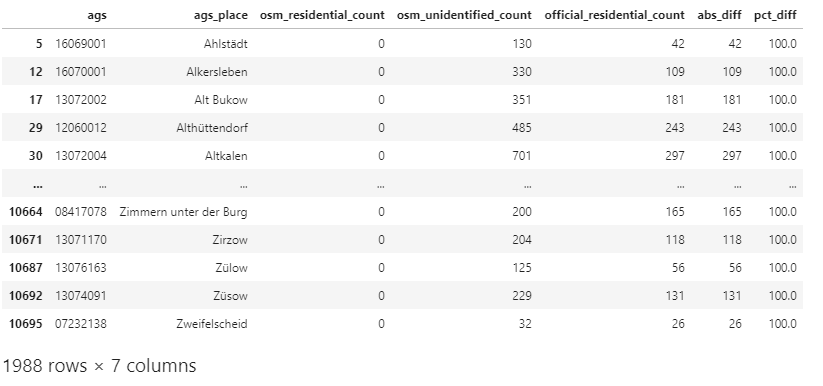 ags ags_place osm_residential_count osm_unidentified_count official_residential_count abs_diff pct_diff
5 16069001 Ahlstädt 0 130 42 42 100.0
12 16070001 Alkersleben 0 330 109 109 100.0
17 13072002 Alt Bukow 0 351 181 181 100.0
29 12060012 Althüttendorf 0 485 243 243 100.0
30 13072004 Altkalen 0 701 297 297 100.0
... ... ... ... ... ... ... ...
10664 08417078 Zimmern unter der Burg 0 200 165 165 100.0
10671 13071170 Zirzow 0 204 118 118 100.0
10687 13076163 Zülow 0 125 56 56 100.0
10692 13074091 Züsow 0 229 131 131 100.0
10695 07232138 Zweifelscheid 0 32 26 26 100.0
1988 rows × 7 columns